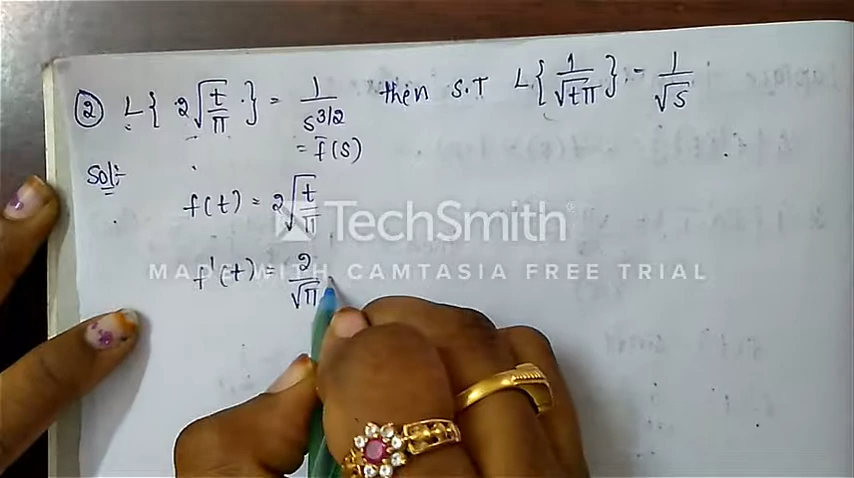 ② L{ 2√(t/π) } = 1/s^(3/2) then S.T L{ 1/√(tπ) } = 1/√s
= f̄(s)
Sol:
f(t) = 2√(t/π)
f'(t) = 2/√π
TechSmith
MADE WITH CAMTASIA FREE TRIAL